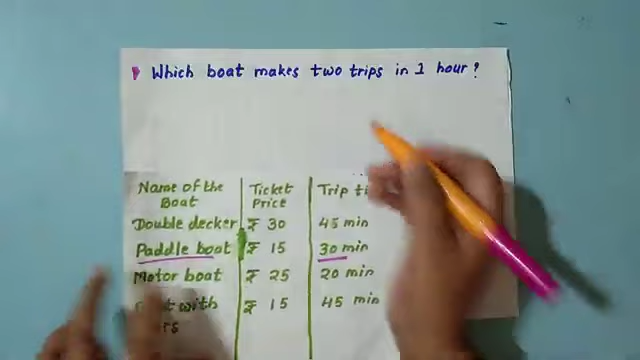 Which boat makes two trips in 1 hour?
Name of the Boat Ticket Price Trip
Double decker ₹ 30 45 min
Paddle boat ₹ 15 30 min
Motor boat ₹ 25 20 min
with ₹ 15 45 min